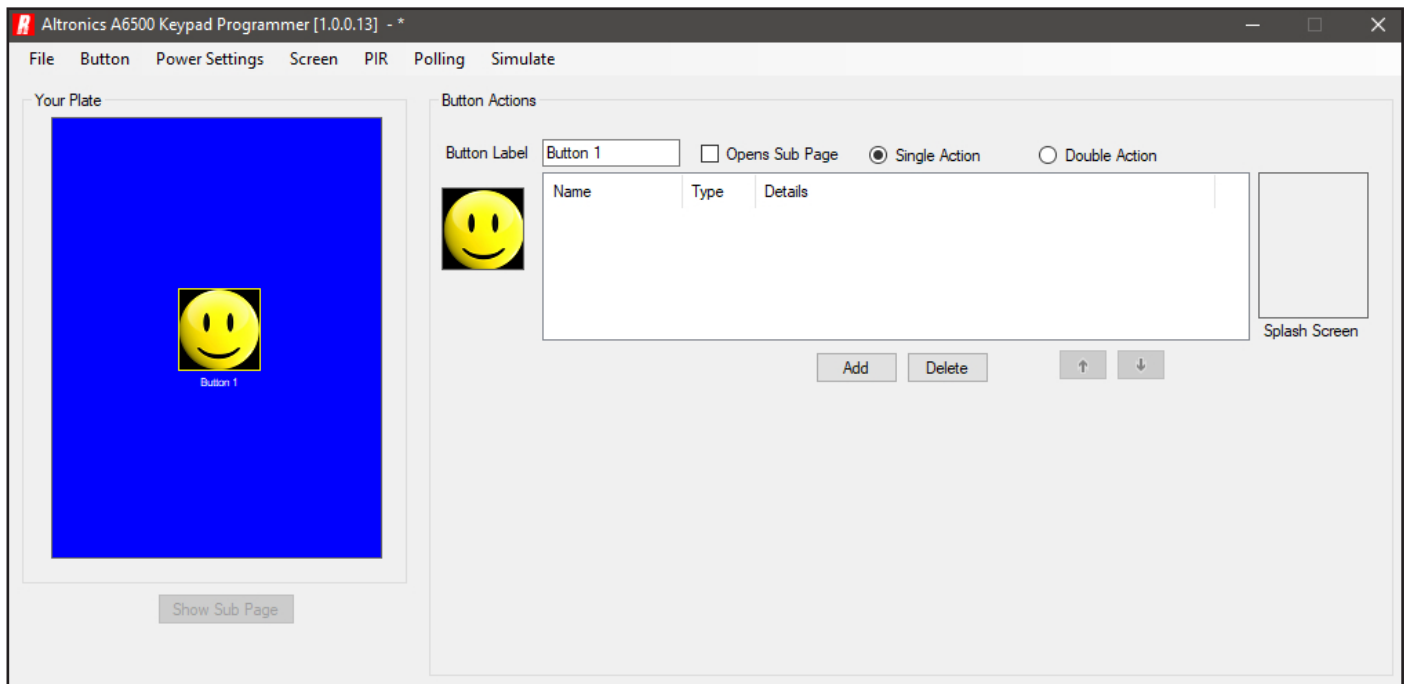 Altronics A6500 Keypad Programmer [1.0.0.13] - *
File Button Power Settings Screen PIR Polling Simulate
Your Plate
Button 1
Show Sub Page
Button Actions
Button Label Button 1 Opens Sub Page Single Action Double Action
Name Type Details
Splash Screen
Add Delete